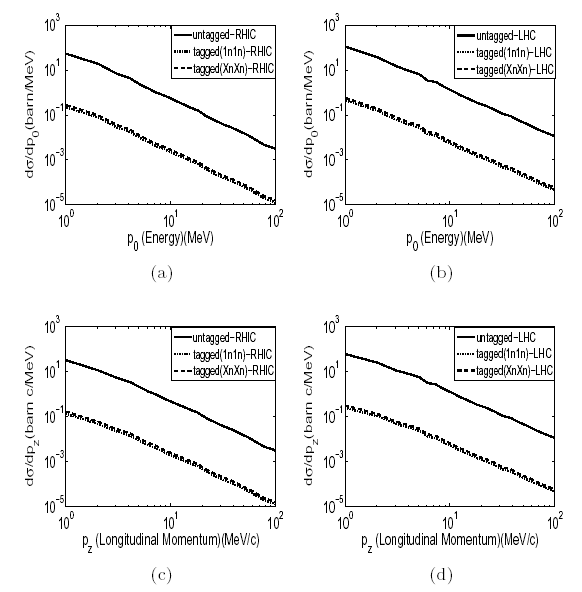 10^3
10^1
10^-1
10^-3
10^-5
10^0
10^1
10^2
dσ/dp_0(barn/MeV)
p_0 (Energy)(MeV)
untagged-RHIC
tagged(1n1n)-RHIC
tagged(XnXn)-RHIC
(a)
10^3
10^1
10^-1
10^-3
10^-5
10^0
10^1
10^2
dσ/dp_0(barn/MeV)
p_0 (Energy)(MeV)
untagged-LHC
tagged(1n1n)-LHC
tagged(XnXn)-LHC
(b)
10^3
10^1
10^-1
10^-3
10^-5
10^0
10^1
10^2
dσ/dp_z(barn c/MeV)
p_z (Longitudinal Momentum)(MeV/c)
untagged-RHIC
tagged(1n1n)-RHIC
tagged(XnXn)-RHIC
(c)
10^3
10^1
10^-1
10^-3
10^-5
10^0
10^1
10^2
dσ/dp_z(barn c/MeV)
p_z (Longitudinal Momentum)(MeV/c)
untagged-LHC
tagged(1n1n)-LHC
tagged(XnXn)-LHC
(d)